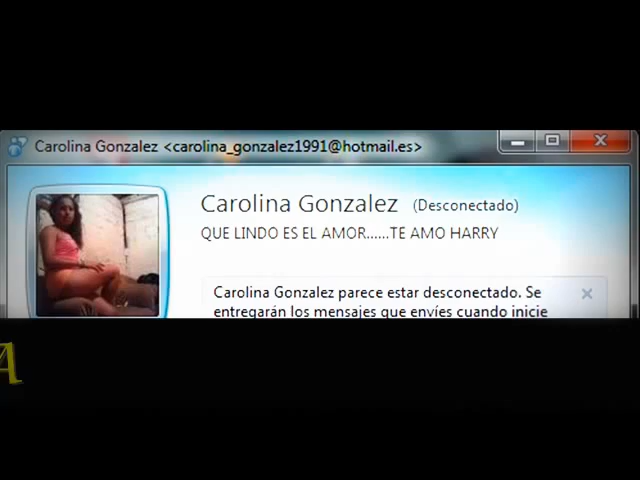 Carolina Gonzalez <carolina_gonzalez1991@hotmail.es>
Carolina Gonzalez (Desconectado)
QUE LINDO ES EL AMOR......TE AMO HARRY
Carolina Gonzalez parece estar desconectado. Se
entregarán los mensajes que envíes cuando inicie
A